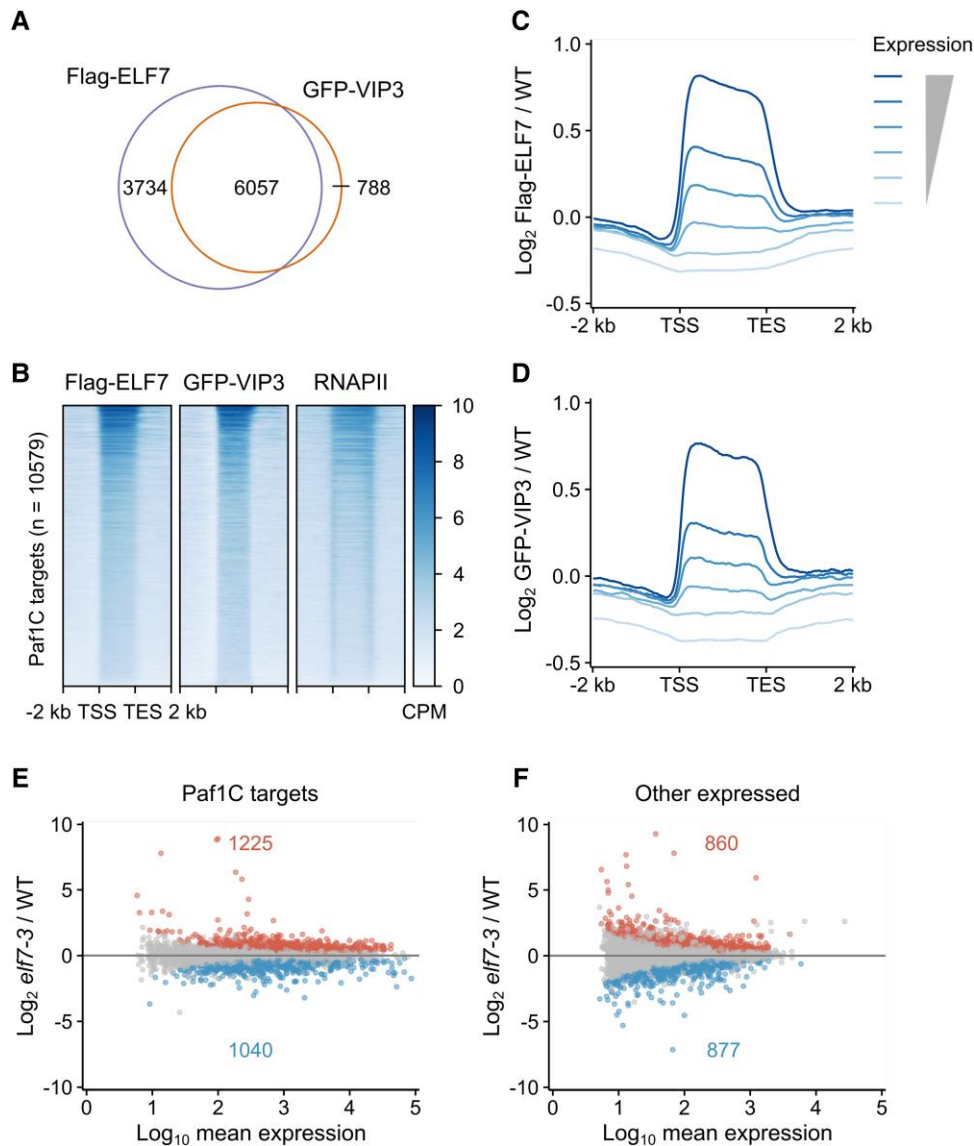 A
Flag-ELF7
GFP-VIP3
3734
6057
788
B
Flag-ELF7 GFP-VIP3 RNAPII
Paf1C targets (n = 10579)
10
8
6
4
2
0
-2 kb TSS TES 2 kb
CPM
C
Log2 Flag-ELF7 / WT
1.0
0.5
0.0
-0.5
-2 kb TSS TES 2 kb
Expression
D
Log2 GFP-VIP3 / WT
1.0
0.5
0.0
-0.5
-2 kb TSS TES 2 kb
E
Paf1C targets
Log2 elf7-3 / WT
10
5
0
-5
-10
1225
1040
0 1 2 3 4 5
Log10 mean expression
F
Other expressed
Log2 elf7-3 / WT
10
5
0
-5
-10
860
877
0 1 2 3 4 5
Log10 mean expression